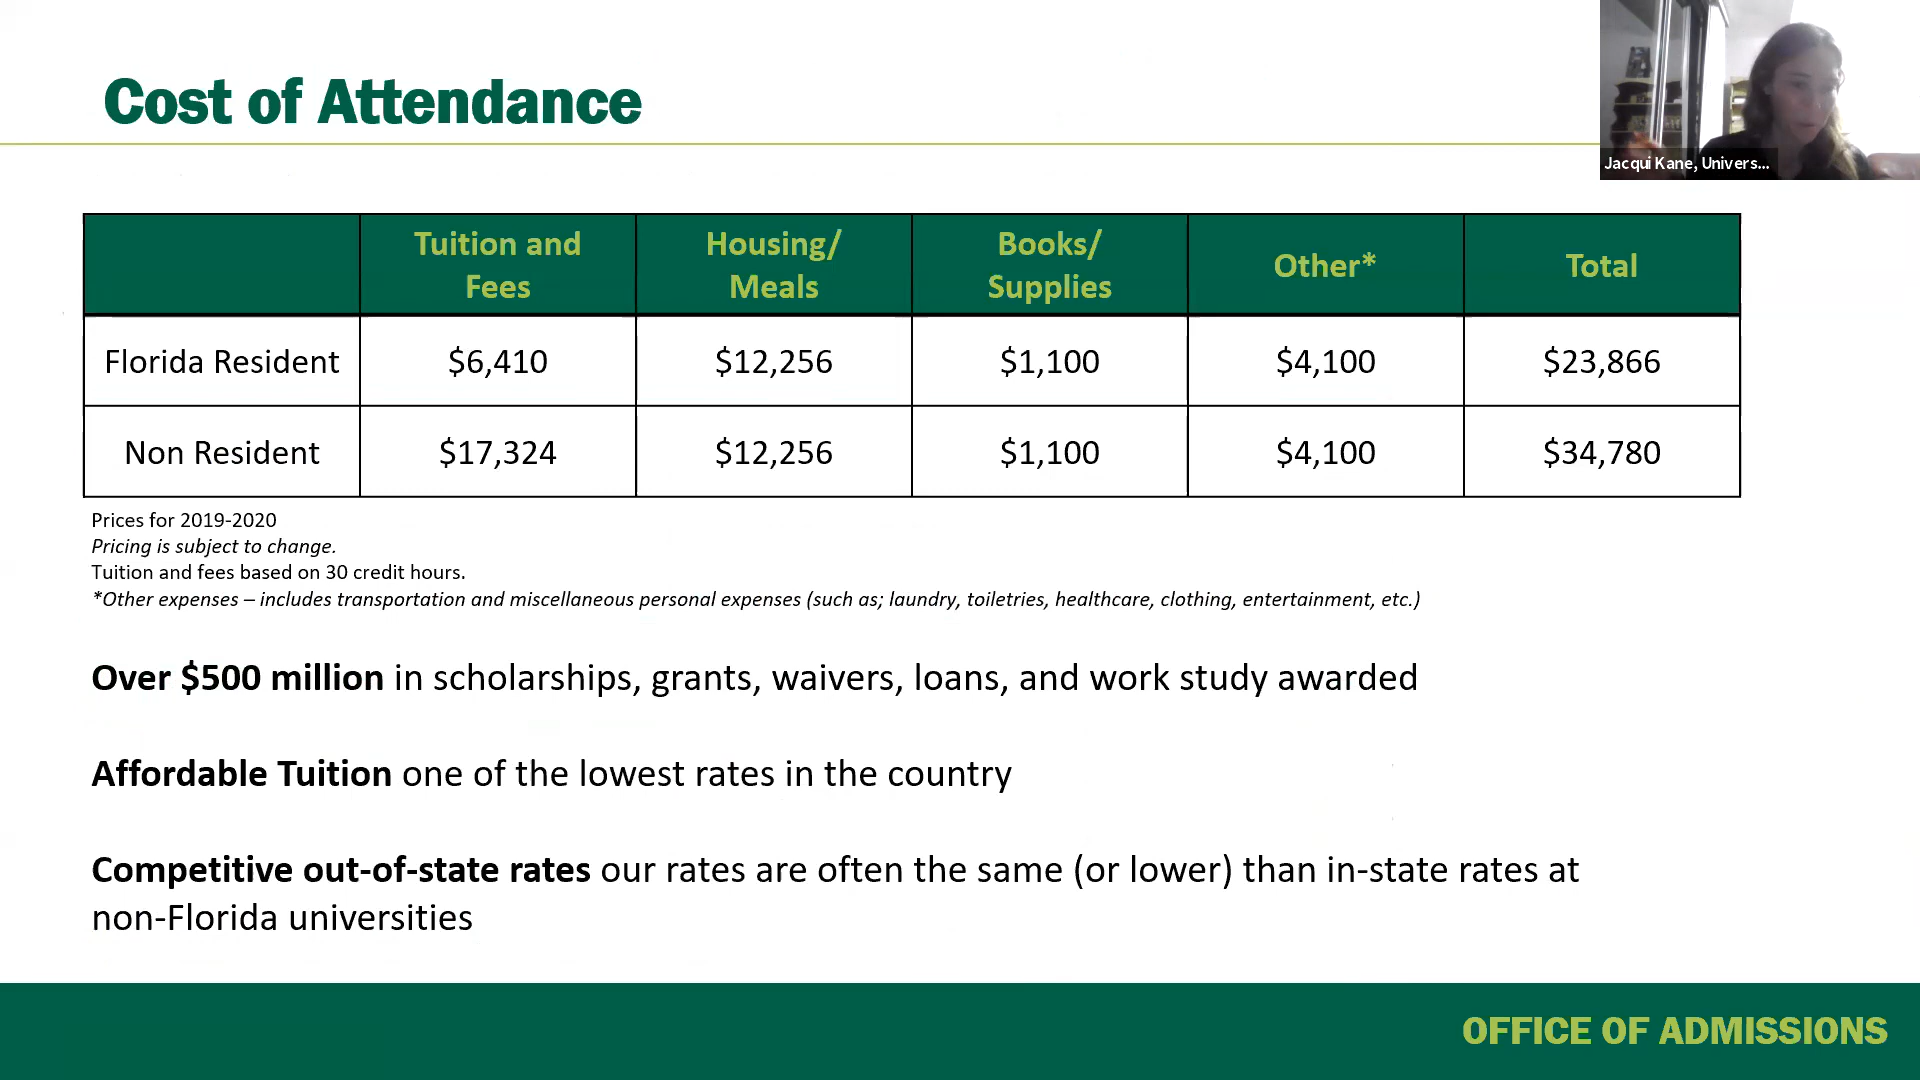 Cost of Attendance
Jacqui Kane, Univers...
Tuition and Fees
Housing/ Meals
Books/ Supplies
Other*
Total
Florida Resident $6,410 $12,256 $1,100 $4,100 $23,866
Non Resident $17,324 $12,256 $1,100 $4,100 $34,780
Prices for 2019-2020
Pricing is subject to change.
Tuition and fees based on 30 credit hours.
*Other expenses – includes transportation and miscellaneous personal expenses (such as; laundry, toiletries, healthcare, clothing, entertainment, etc.)
Over $500 million in scholarships, grants, waivers, loans, and work study awarded
Affordable Tuition one of the lowest rates in the country
Competitive out-of-state rates our rates are often the same (or lower) than in-state rates at
non-Florida universities
OFFICE OF ADMISSIONS